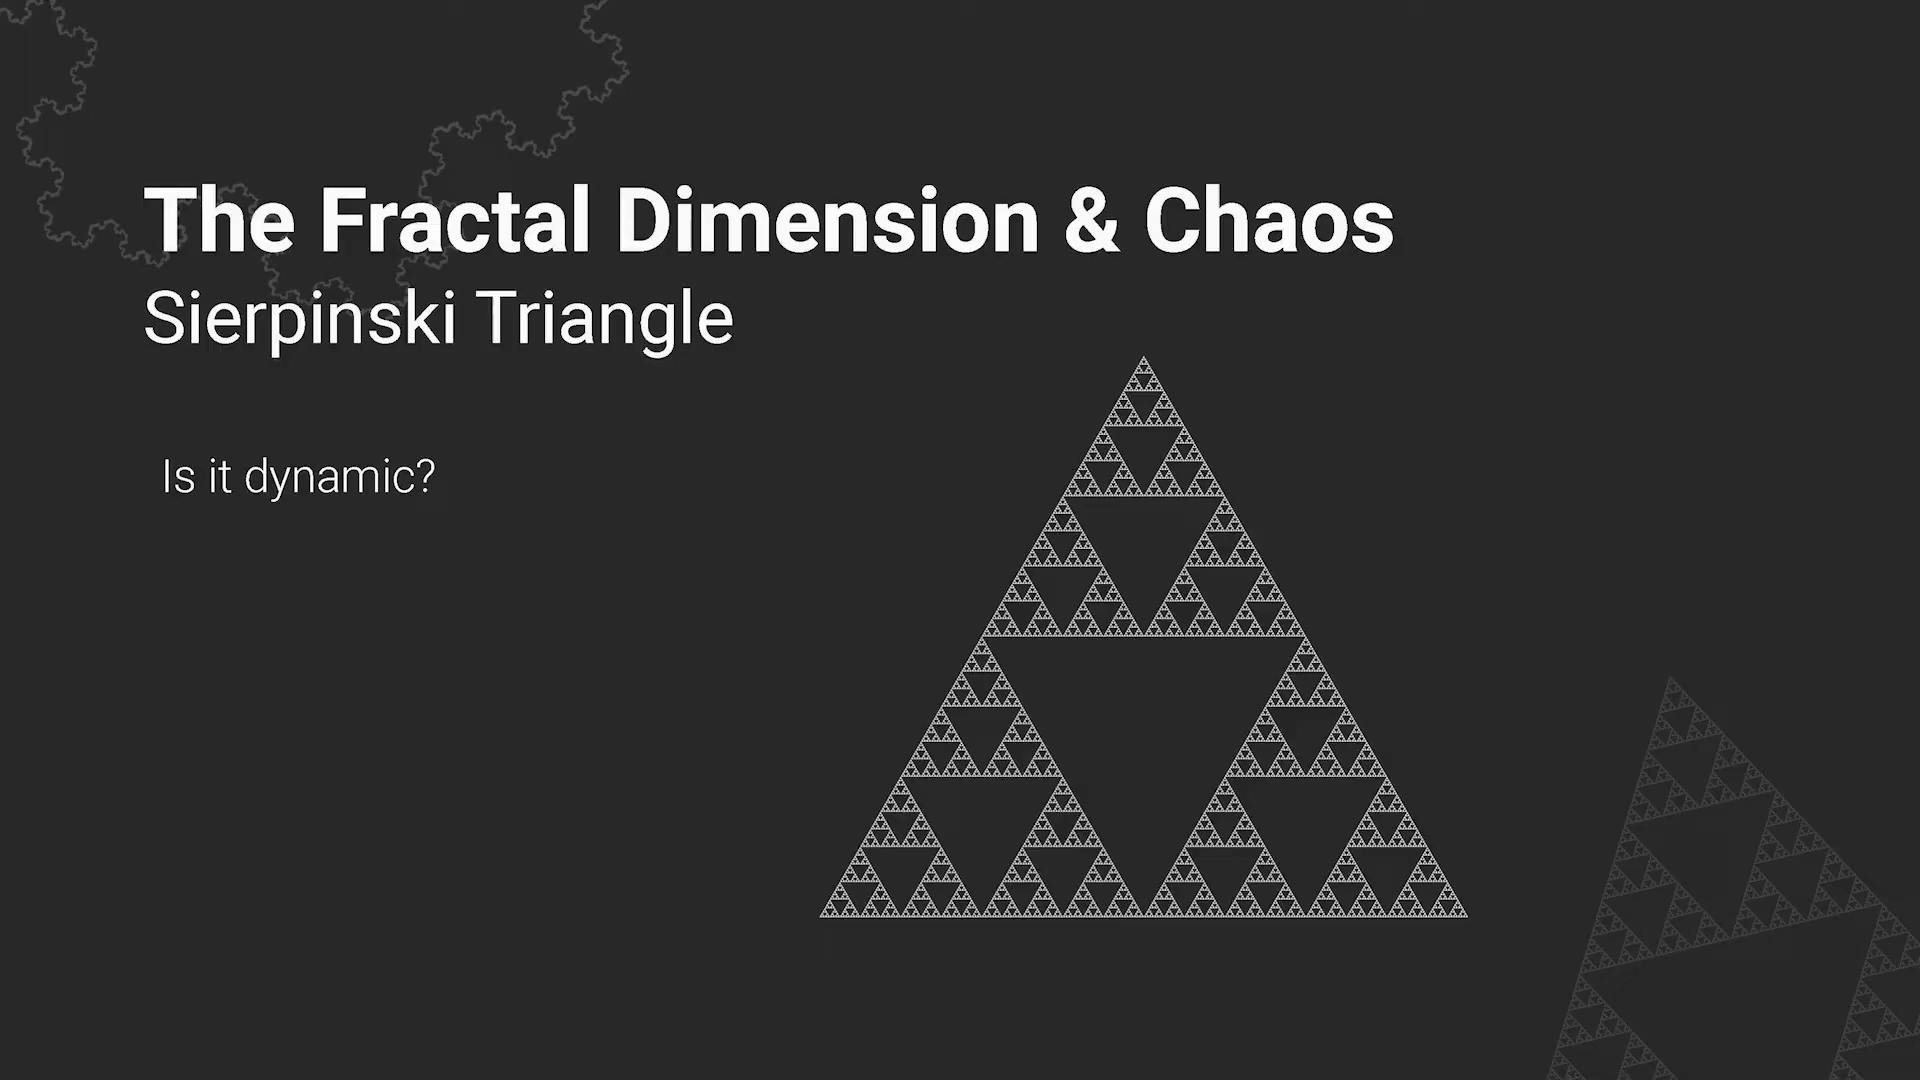 The Fractal Dimension & Chaos
Sierpinski Triangle
Is it dynamic?